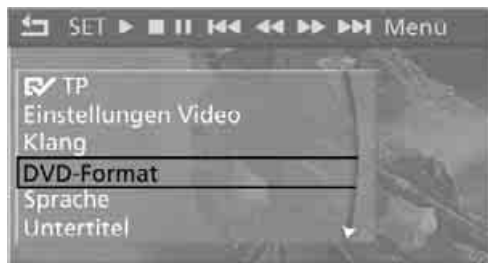 SET Menü
TP
Einstellungen Video
Klang
DVD-Format
Sprache
Untertitel